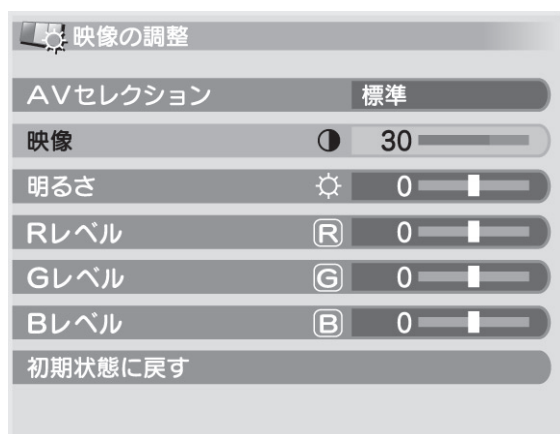 映像の調整
AVセレクション 標準
映像 30
明るさ 0
Rレベル R 0
Gレベル G 0
Bレベル B 0
初期状態に戻す